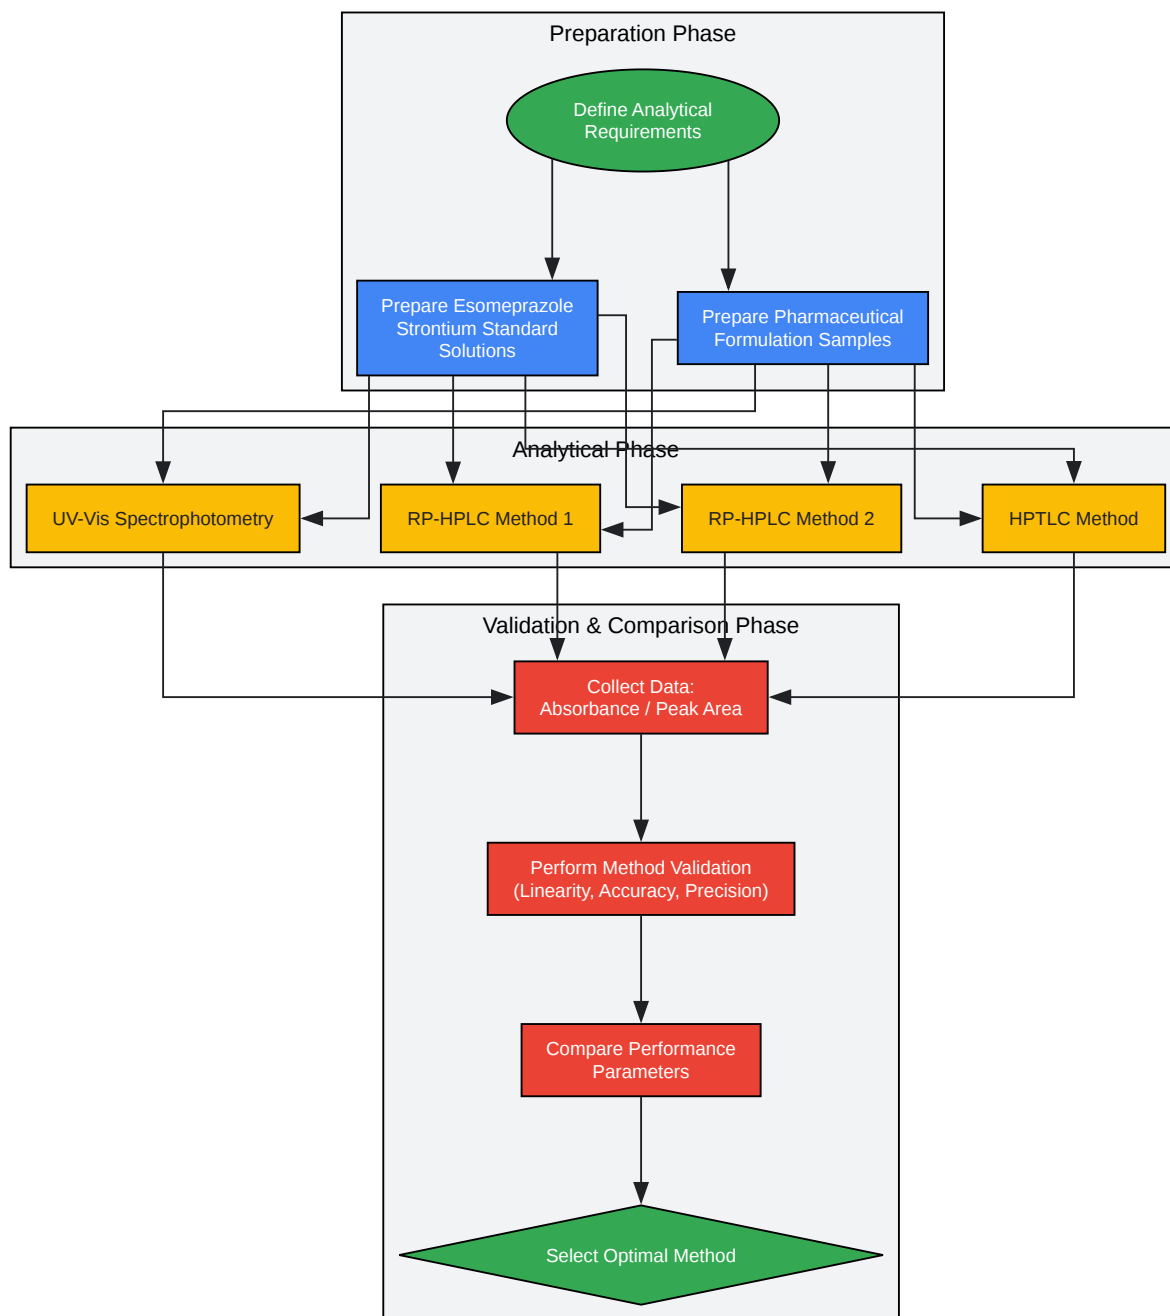 Preparation Phase
Define Analytical
Requirements
Prepare Esomeprazole
Strontium Standard
Solutions
Prepare Pharmaceutical
Formulation Samples
Analytical Phase
UV-Vis Spectrophotometry
RP-HPLC Method 1
RP-HPLC Method 2
HPTLC Method
Validation & Comparison Phase
Collect Data:
Absorbance / Peak Area
Perform Method Validation
(Linearity, Accuracy, Precision)
Compare Performance
Parameters
Select Optimal Method